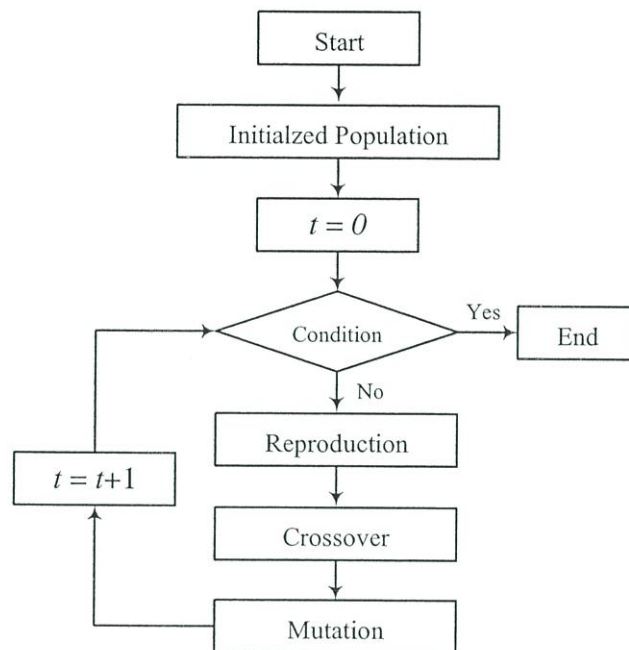 Start
Initialzed Population
t = 0
Condition
Yes
End
No
Reproduction
t = t+1
Crossover
Mutation